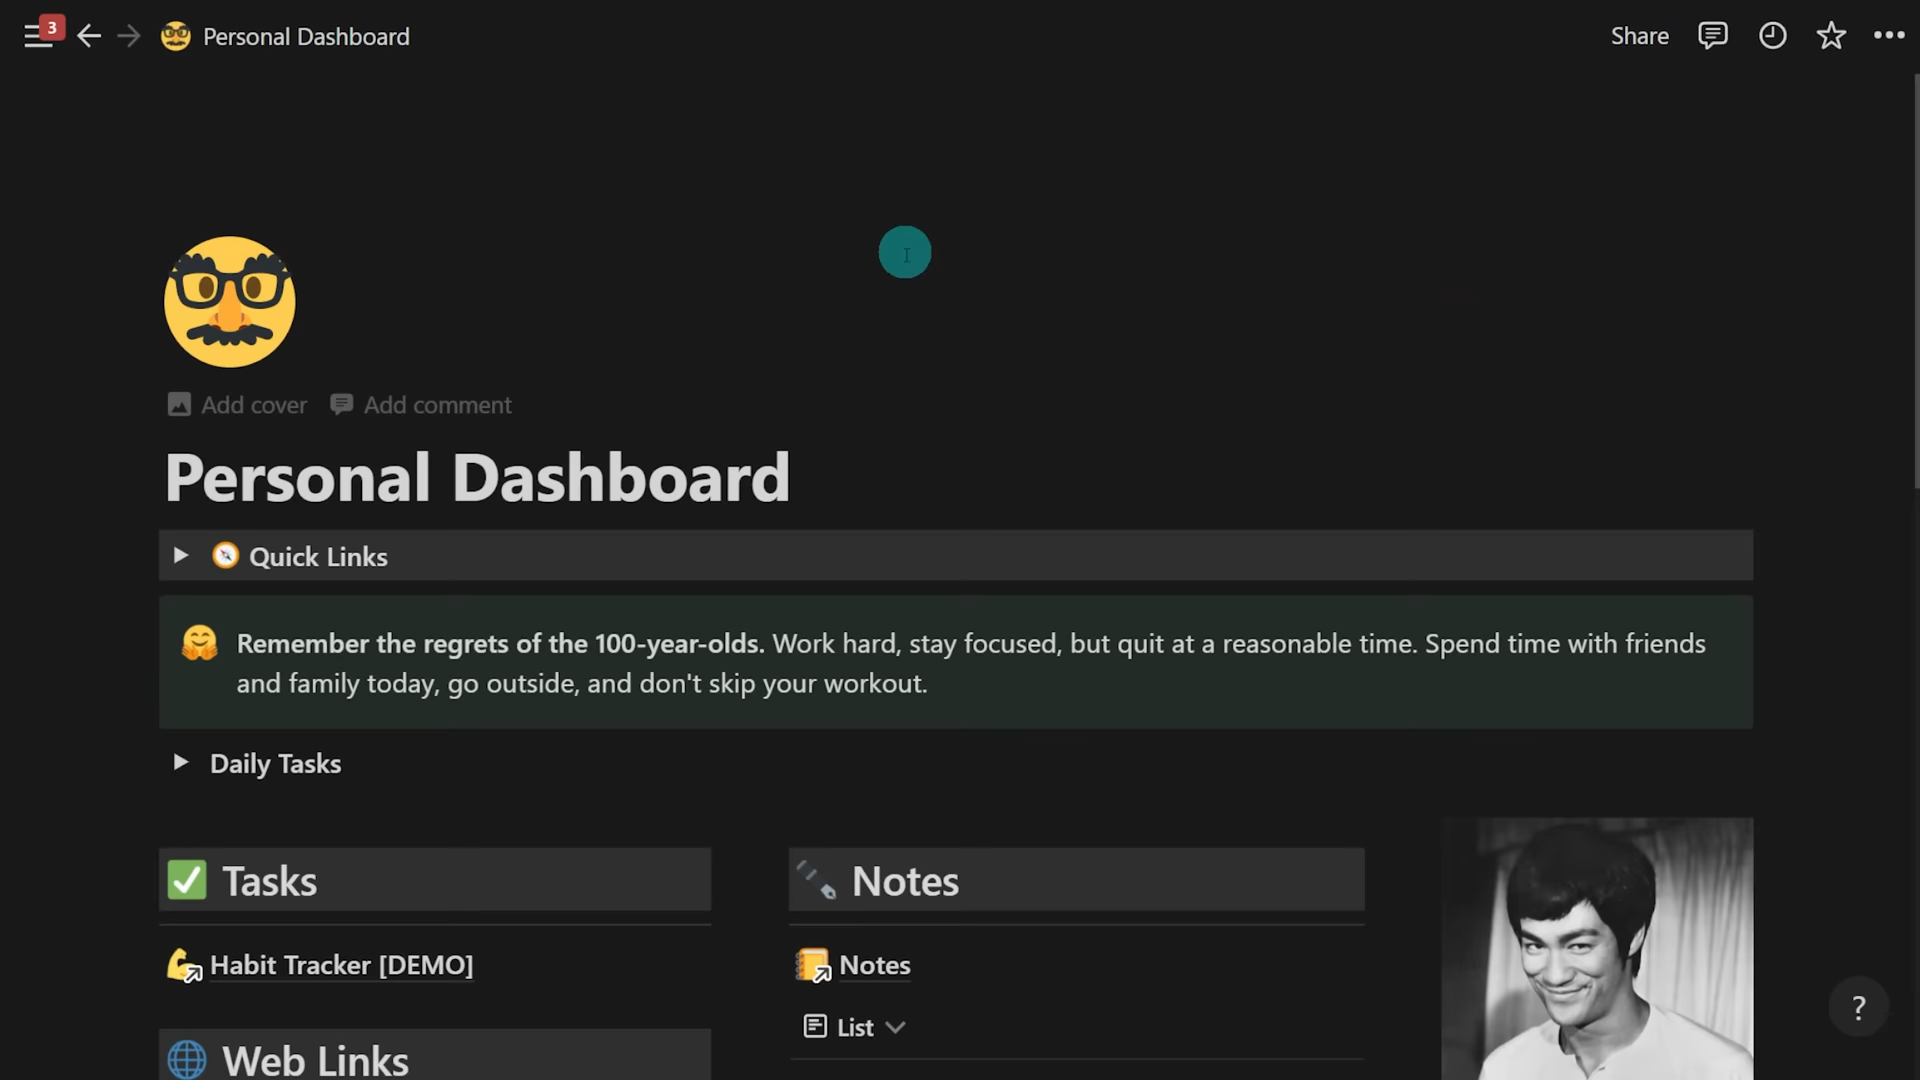 3
Personal Dashboard
Share
Add cover
Add comment
Personal Dashboard
Quick Links
Remember the regrets of the 100-year-olds. Work hard, stay focused, but quit at a reasonable time. Spend time with friends
and family today, go outside, and don't skip your workout.
Daily Tasks
Tasks
Habit Tracker [DEMO]
Web Links
Notes
Notes
List
?